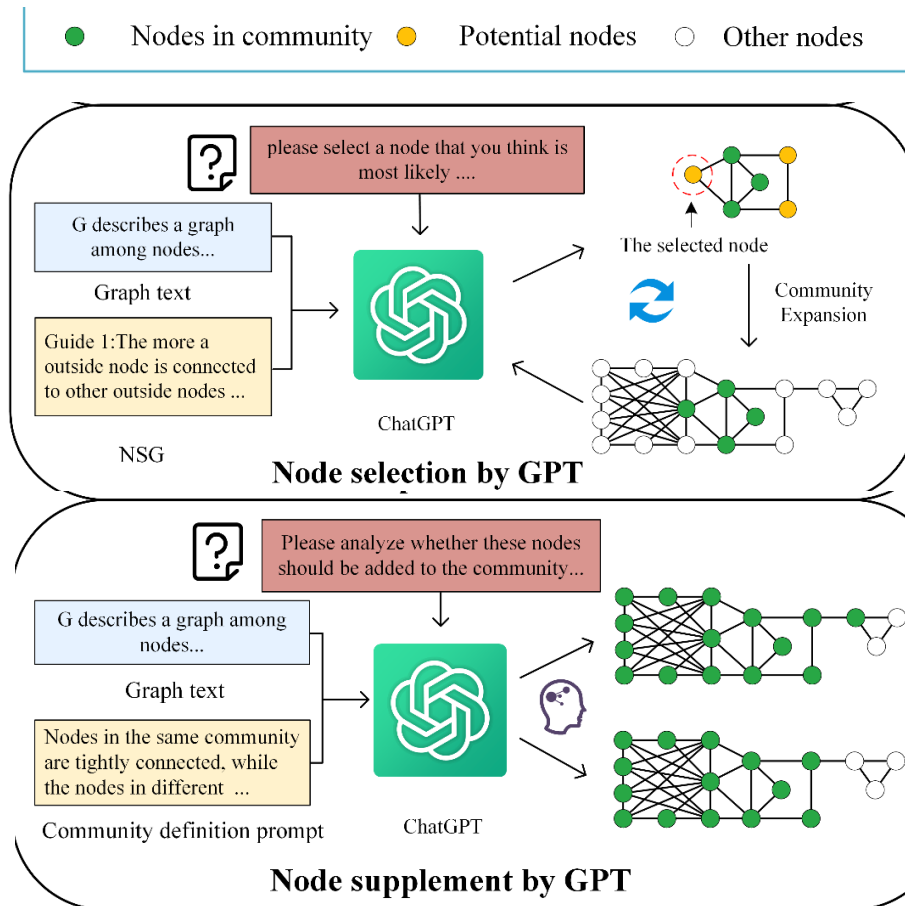 Nodes in community
Potential nodes
Other nodes
please select a node that you think is
most likely ....
G describes a graph
among nodes...
Graph text
Guide 1:The more a
outside node is connected
to other outside nodes ...
NSG
ChatGPT
The selected node
Community
Expansion
Node selection by GPT
Please analyze whether these nodes
should be added to the community...
G describes a graph among
nodes...
Graph text
Nodes in the same community
are tightly connected, while
the nodes in different ...
Community definition prompt
ChatGPT
Node supplement by GPT